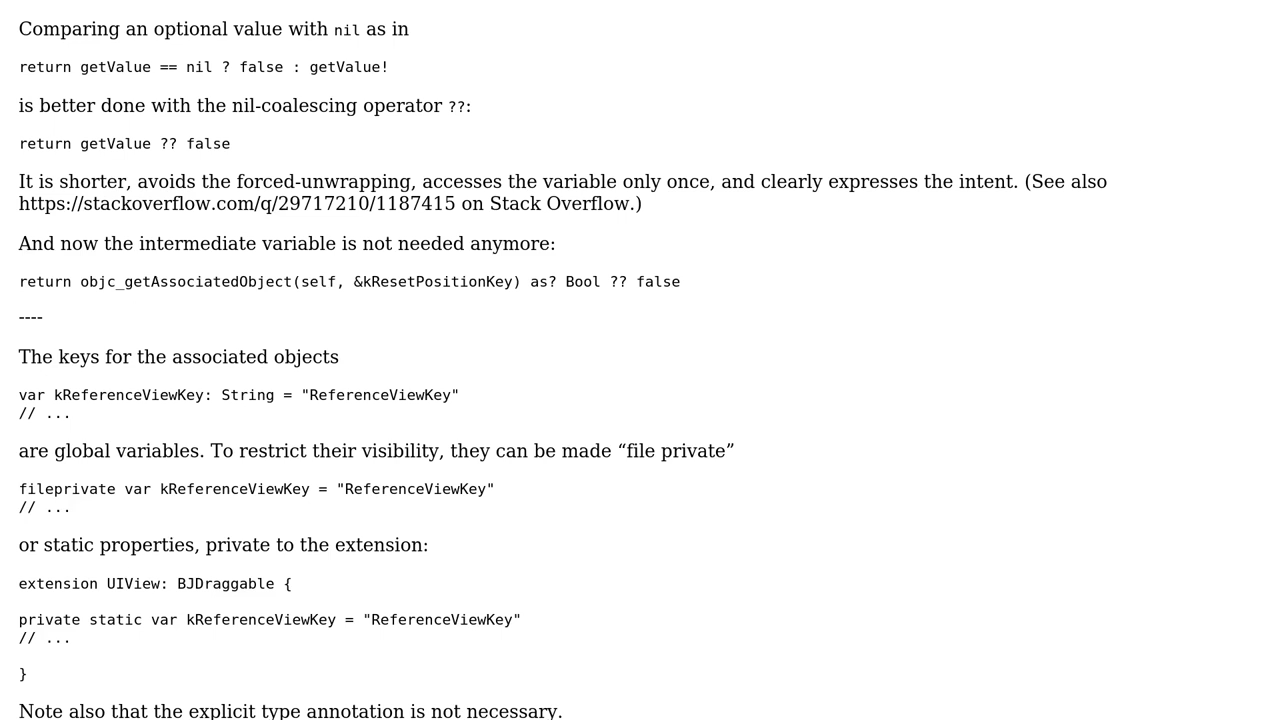 Comparing an optional value with nil as in
return getValue == nil ? false : getValue!
is better done with the nil-coalescing operator ??:
return getValue ?? false
It is shorter, avoids the forced-unwrapping, accesses the variable only once, and clearly expresses the intent. (See also
https://stackoverflow.com/q/29717210/1187415 on Stack Overflow.)
And now the intermediate variable is not needed anymore:
return objc_getAssociatedObject(self, &kResetPositionKey) as? Bool ?? false
----
The keys for the associated objects
var kReferenceViewKey: String = "ReferenceViewKey"
// ...
are global variables. To restrict their visibility, they can be made “file private”
fileprivate var kReferenceViewKey = "ReferenceViewKey"
// ...
or static properties, private to the extension:
extension UIView: BJDraggable {
private static var kReferenceViewKey = "ReferenceViewKey"
// ...
}
Note also that the explicit type annotation is not necessary.